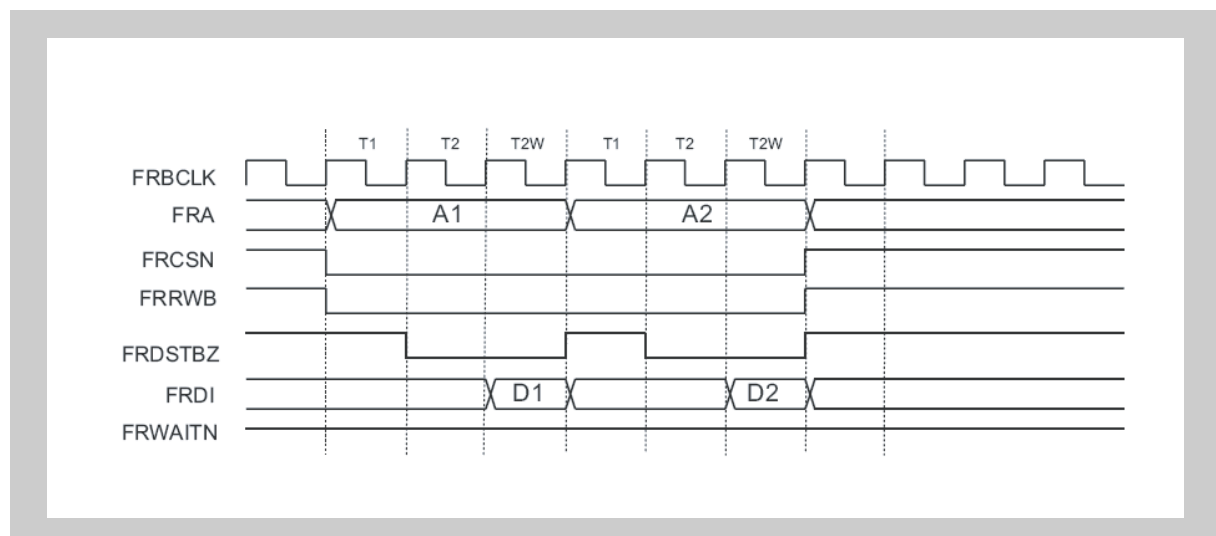 T1 T2 T2W T1 T2 T2W
FRBCLK
FRA A1 A2
FRCSN
FRRWB
FRDSTBZ
FRDI D1 D2
FRWAITN